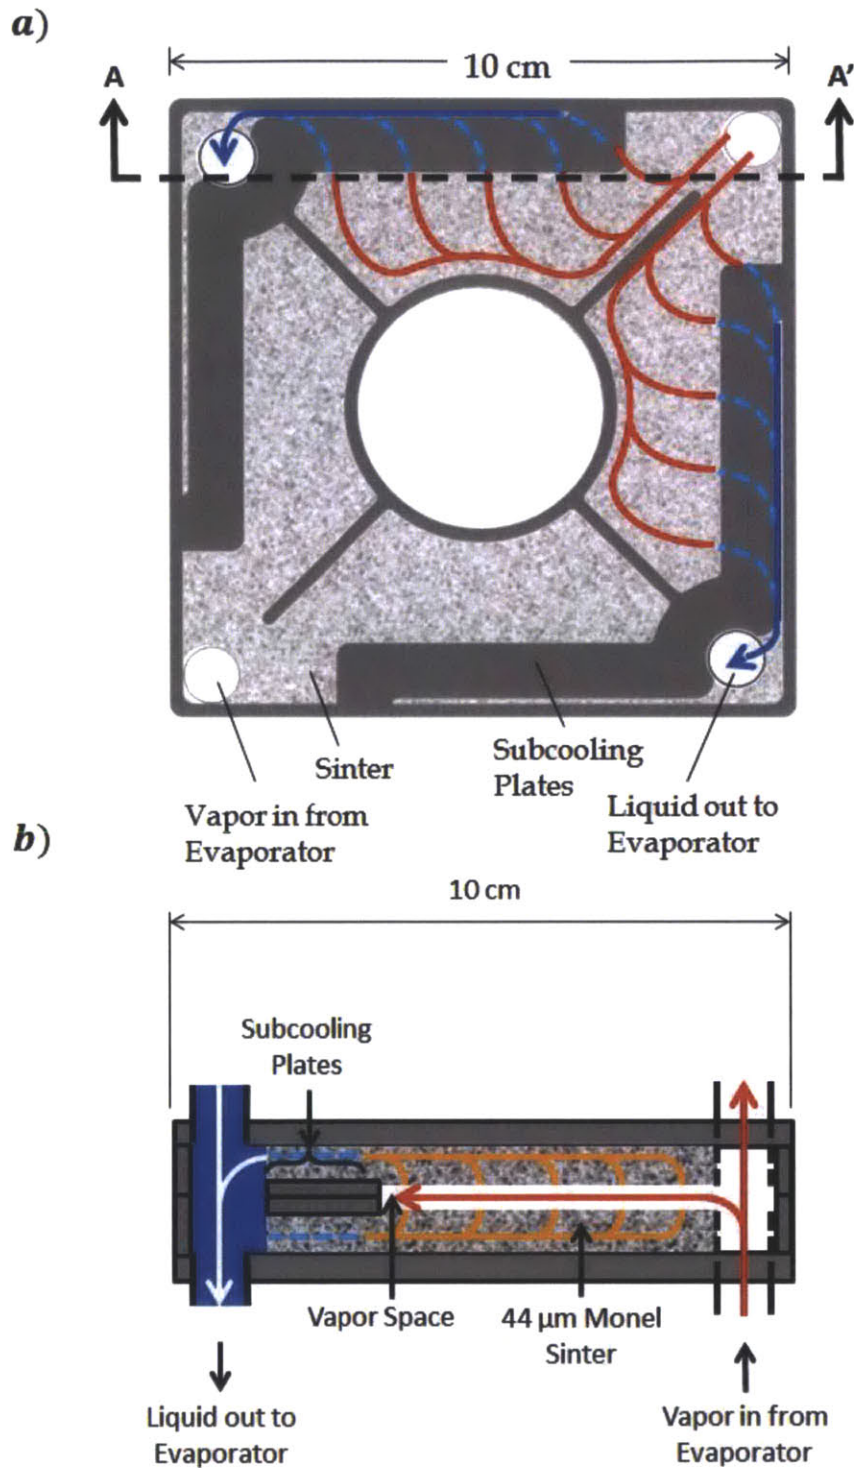 a)
10 cm
A
A'
Sinter
Subcooling
Plates
Vapor in from
Evaporator
Liquid out to
Evaporator
b)
10 cm
Subcooling
Plates
Vapor Space
44 μm Monel
Sinter
Liquid out to
Evaporator
Vapor in from
Evaporator